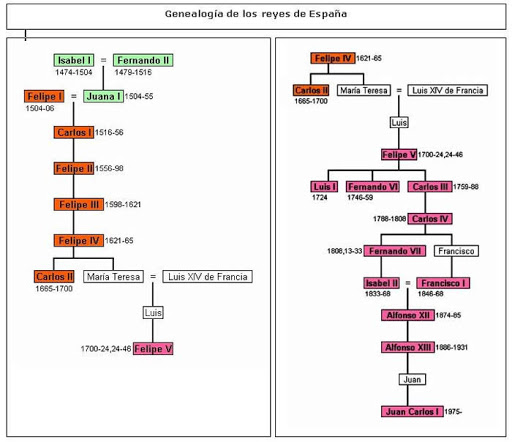 Genealogía de los reyes de España
Isabel I = Fernando II
1474-1504 1479-1516
Felipe I = Juana I 1504-55
1504-06
Carlos I 1516-56
Felipe II 1556-98
Felipe III 1598-1621
Felipe IV 1621-65
Carlos II María Teresa = Luis XIV de Francia
1665-1700
Luis
1700-24,24-46 Felipe V
Felipe IV 1621-65
Carlos II María Teresa = Luis XIV de Francia
1665-1700
Luis
Felipe V 1700-24,24-46
Luis I Fernando VI Carlos III 1759-88
1724 1746-59
1788-1808 Carlos IV
1808,13-33 Fernando VII Francisco
Isabel II = Francisco I
1833-68 1846-68
Alfonso XII 1874-85
Alfonso XIII 1886-1931
Juan
Juan Carlos I 1975-